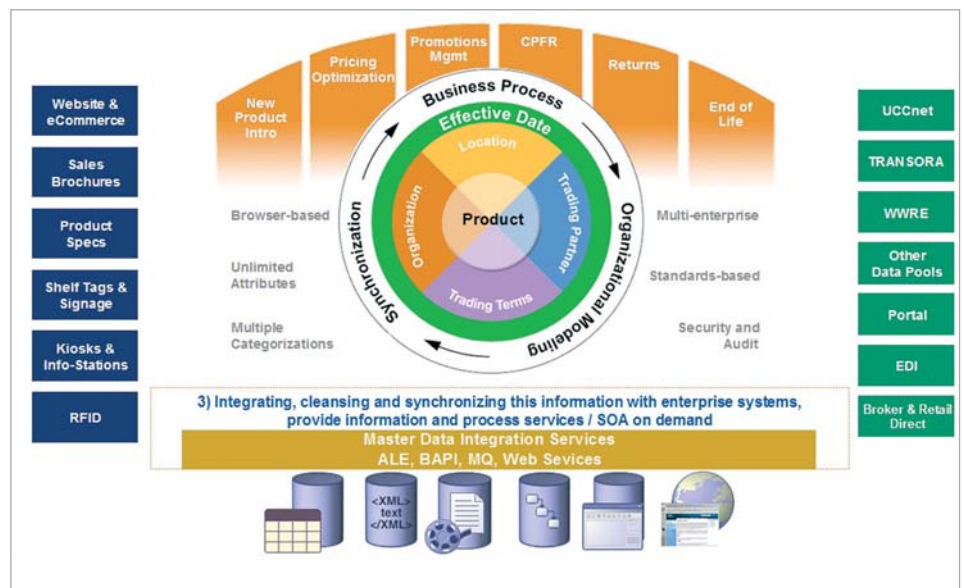 Website &
eCommerce
Sales
Brochures
Product
Specs
Shelf Tags &
Signage
Kiosks &
Info-Stations
RFID
New
Product
Intro
Pricing
Optimization
Promotions
Mgmt
CPFR
Returns
End of
Life
Browser-based
Unlimited
Attributes
Multiple
Categorizations
Business Process
Organizational Modeling
Synchronization
Effective Date
Location
Trading Partner
Trading Terms
Organization
Product
Multi-enterprise
Standards-based
Security and
Audit
UCCnet
TRANSORA
WWRE
Other
Data Pools
Portal
EDI
Broker & Retail
Direct
3) Integrating, cleansing and synchronizing this information with enterprise systems,
provide information and process services / SOA on demand
Master Data Integration Services
ALE, BAPI, MQ, Web Sevices
<XML>
text
</XML>